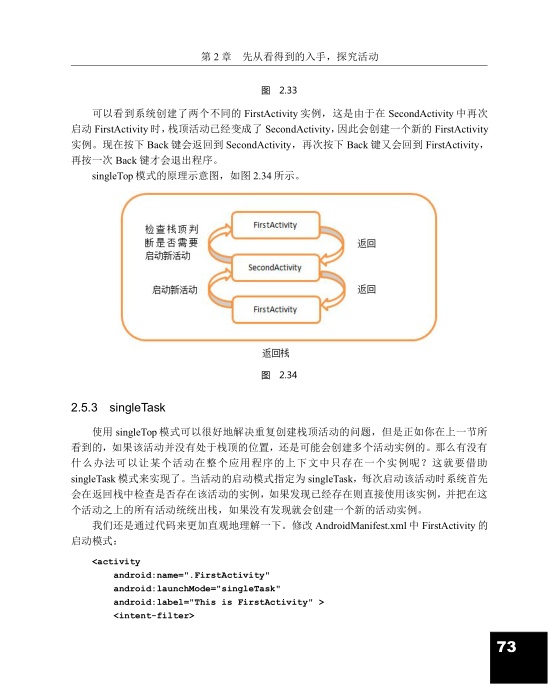 第 2 章 先从看得到的入手，探究活动
图 2.33
可以看到系统创建了两个不同的 FirstActivity 实例，这是由于在 SecondActivity 中再次
启动 FirstActivity 时，栈顶活动已经变成了 SecondActivity，因此会创建一个新的 FirstActivity
实例。现在按下 Back 键会返回到 SecondActivity，再次按下 Back 键又会回到 FirstActivity，
再按一次 Back 键才会退出程序。
singleTop 模式的原理示意图，如图 2.34 所示。
检查栈顶判
断是否需要
启动新活动
FirstActivity
返回
SecondActivity
启动新活动
返回
FirstActivity
返回栈
图 2.34
2.5.3 singleTask
使用 singleTop 模式可以很好地解决重复创建栈顶活动的问题，但是正如你在上一节所
看到的，如果该活动并没有处于栈顶的位置，还是可能会创建多个活动实例的。那么有没有
什么办法可以让某个活动在整个应用程序的上下文中只存在一个实例呢？这就要借助
singleTask 模式来实现了。当活动的启动模式指定为 singleTask，每次启动该活动时系统首先
会在返回栈中检查是否存在该活动的实例，如果发现已经存在则直接使用该实例，并把在这
个活动之上的所有活动统统出栈，如果没有发现就会创建一个新的活动实例。
我们还是通过代码来更加直观地理解一下。修改 AndroidManifest.xml 中 FirstActivity 的
启动模式：
<activity
android:name=".FirstActivity"
android:launchMode="singleTask"
android:label="This is FirstActivity" >
<intent-filter>
73